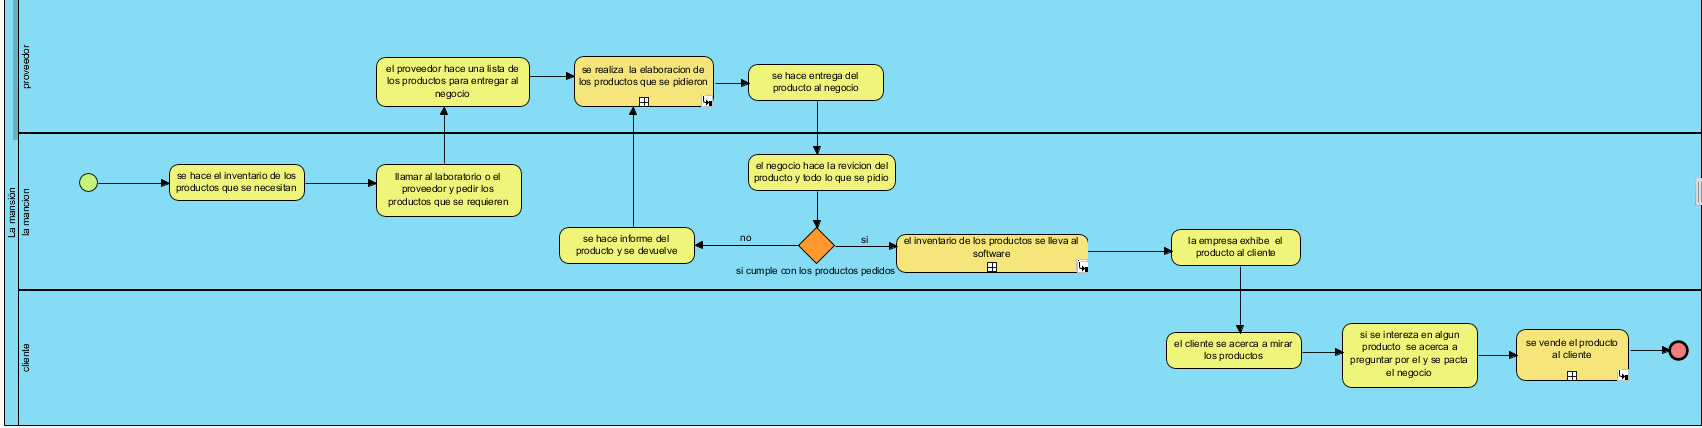 La mansión
proveedor
el proveedor hace una lista de
los productos para entregar al
negocio
se realiza la elaboracion de
los productos que se pidieron
se hace entrega del
producto al negocio
la mancion
se hace el inventario de los
productos que se necesitan
llamar al laboratorio o el
proveedor y pedir los
productos que se requieren
el negocio hace la revicion del
producto y todo lo que se pidio
se hace informe del
producto y se devuelve
no
si
si cumple con los productos pedidos
el inventario de los productos se lleva al
software
la empresa exhibe el
producto al cliente
cliente
el cliente se acerca a mirar
los productos
si se intereza en algun
producto se acerca a
preguntar por el y se pacta
el negocio
se vende el producto
al cliente